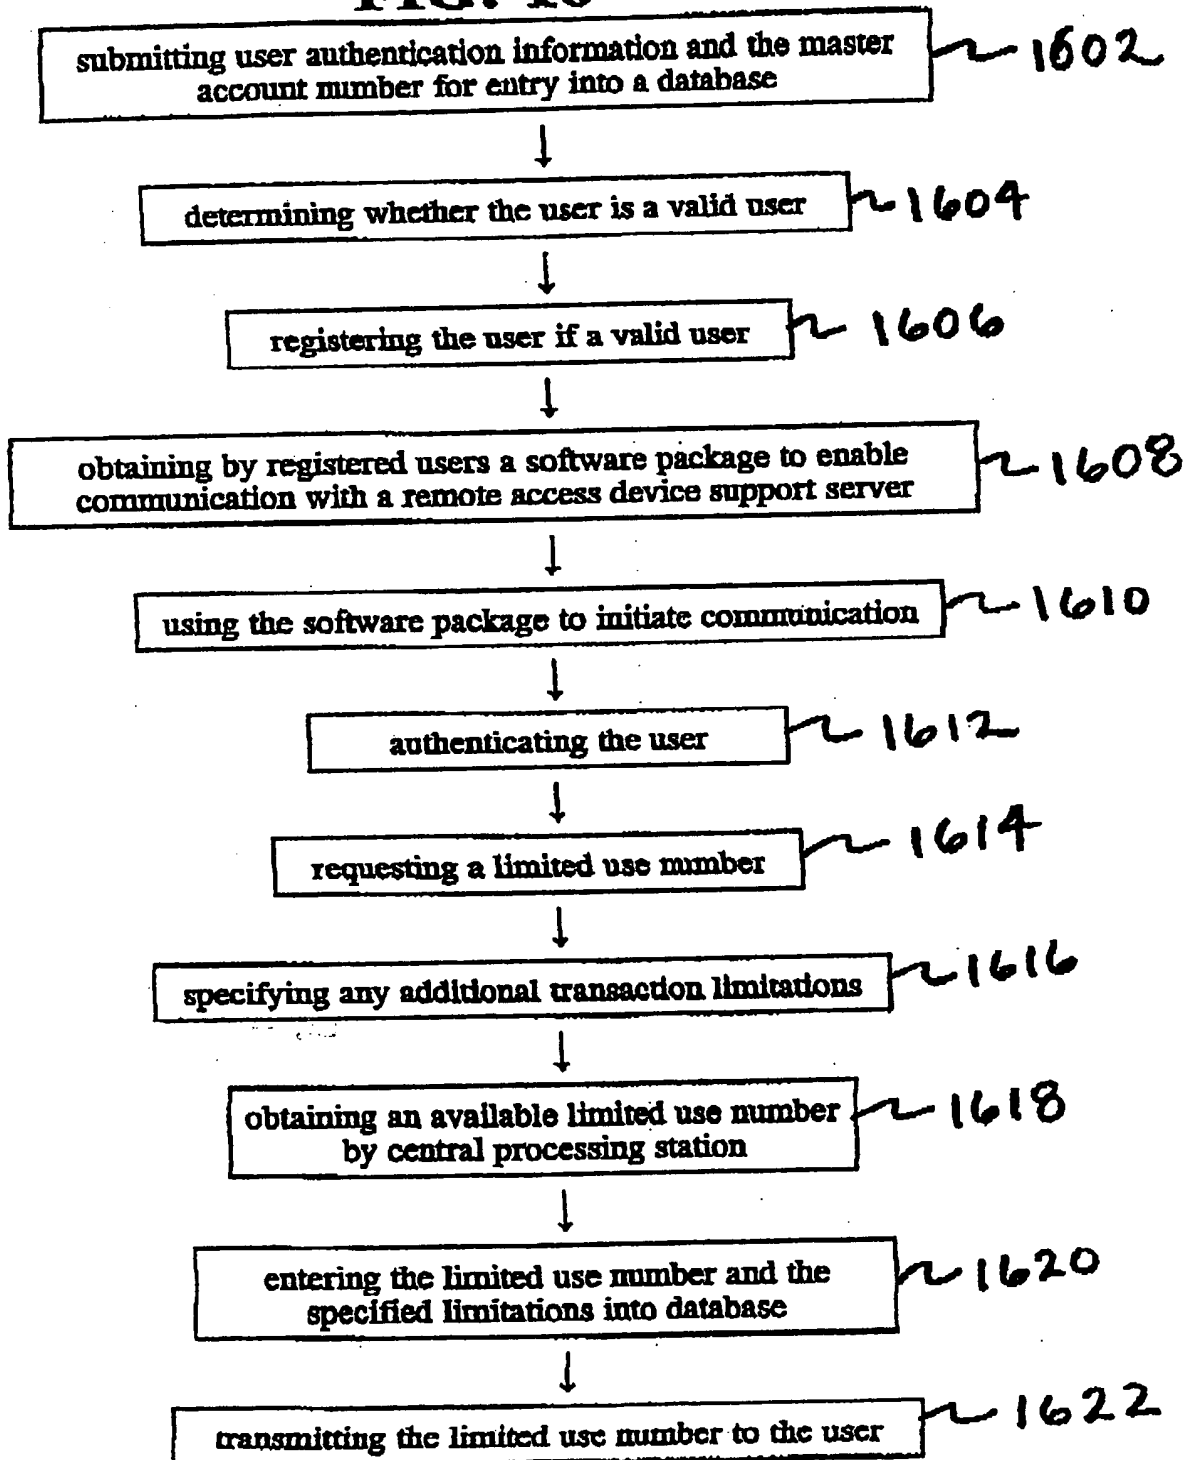 FIG. 16
submitting user authentication information and the master
account number for entry into a database
1602
determining whether the user is a valid user
1604
registering the user if a valid user
1606
obtaining by registered users a software package to enable
communication with a remote access device support server
1608
using the software package to initiate communication
1610
authenticating the user
1612
requesting a limited use number
1614
specifying any additional transaction limitations
1616
obtaining an available limited use number
by central processing station
1618
entering the limited use number and the
specified limitations into database
1620
transmitting the limited use number to the user
1622